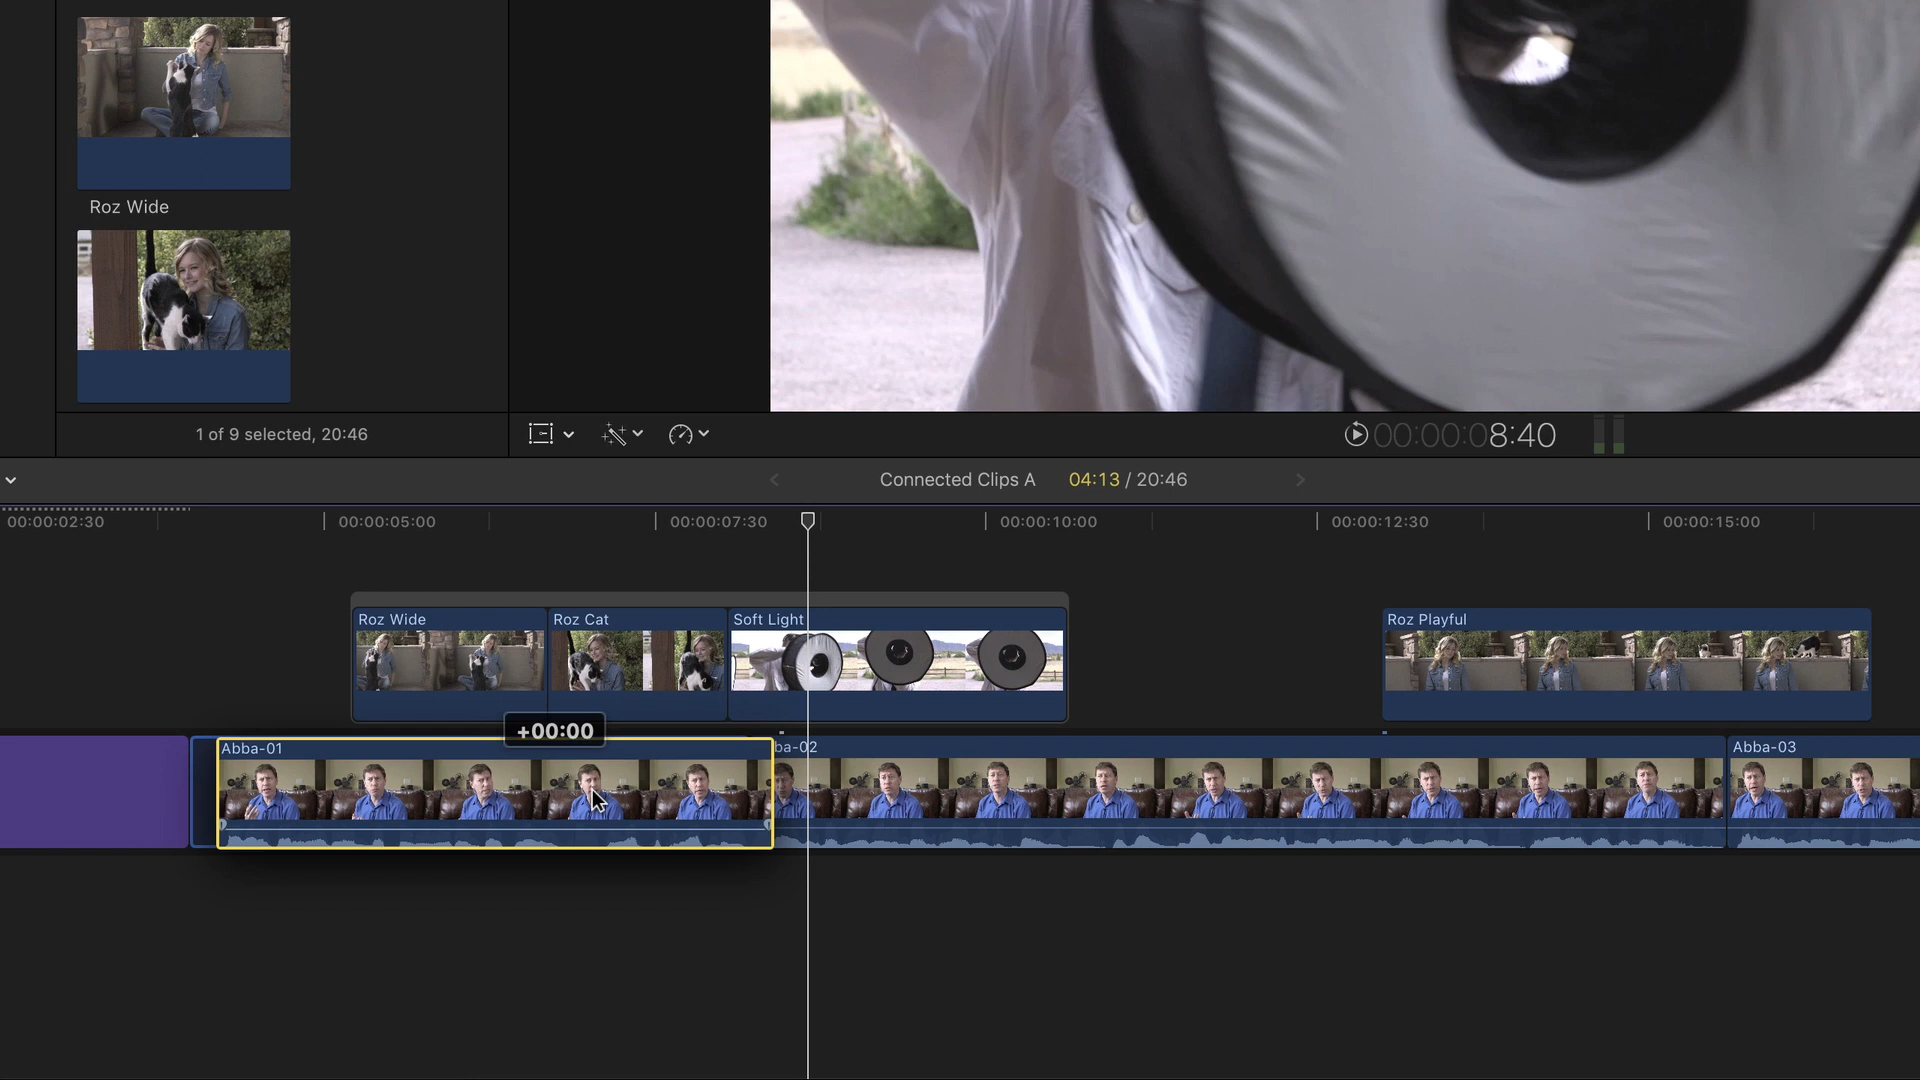 Roz Wide
1 of 9 selected, 20:46
00:00:08:40
Connected Clips A 04:13 / 20:46
00:00:02:30 00:00:05:00 00:00:07:30 00:00:10:00 00:00:12:30 00:00:15:00
Roz Wide Roz Cat Soft Light Roz Playful
+00:00
Abba-01 ba-02 Abba-03